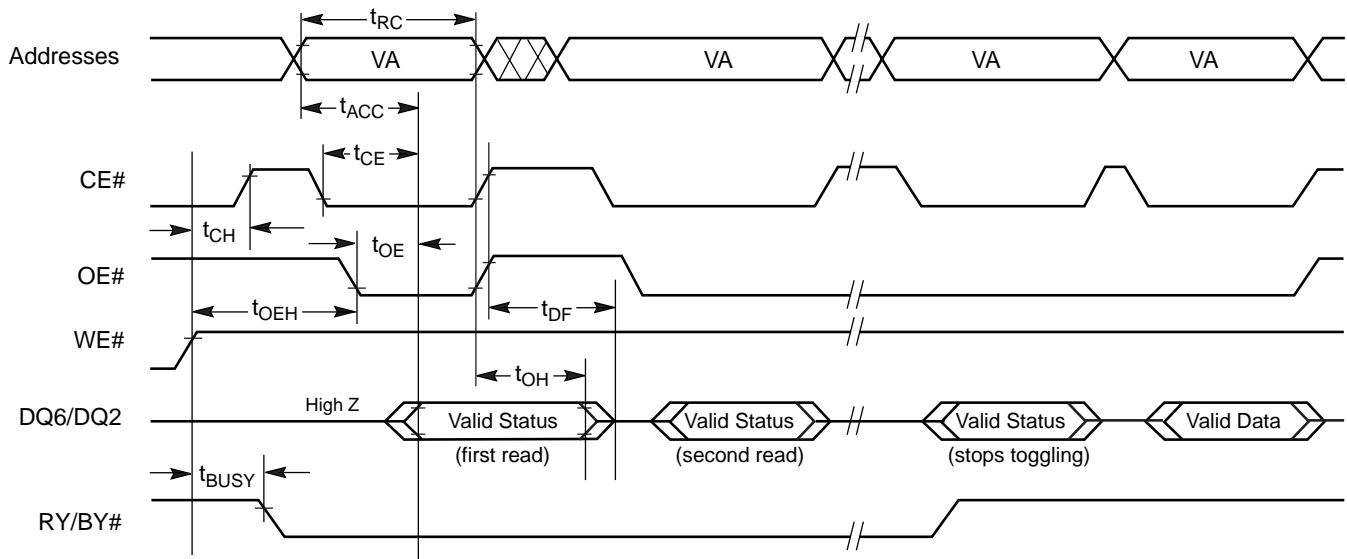 tRC
Addresses
VA
VA
VA
VA
tACC
tCE
CE#
tCH
tOE
OE#
tOEH
tDF
WE#
tOH
High Z
DQ6/DQ2
Valid Status
Valid Status
Valid Status
Valid Data
(first read)
(second read)
(stops toggling)
tBUSY
RY/BY#